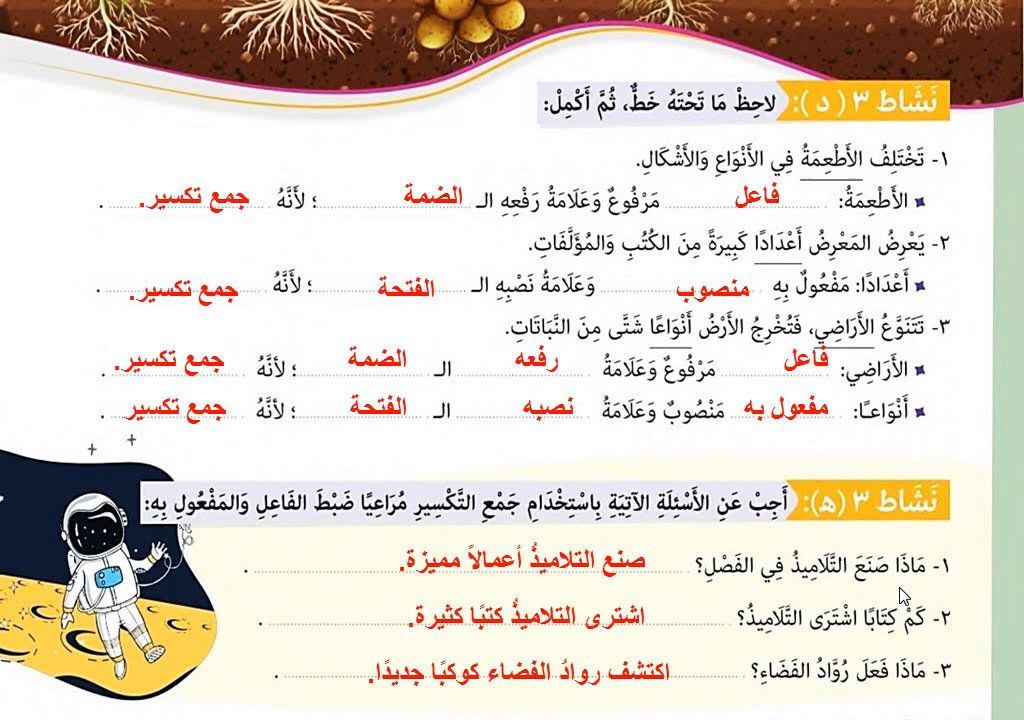 نَشَاط ٣ ( د ): لاحِظْ مَا تَحْتَهُ خَطٌّ، ثُمَّ أَكْمِلْ:
١- تَخْتَلِفُ الأَطْعِمَةُ فِي الأَنْوَاعِ وَالأَشْكَالِ.
الأَطْعِمَةُ: فاعل مَرْفُوعٌ وَعَلَامَةُ رَفْعِهِ الـ الضمة ؛ لأَنَّهُ جمع تكسير. .
٢- يَعْرِضُ المَعْرِضُ أَعْدَادًا كَبِيرَةً مِنَ الكُتُبِ وَالمُؤَلَّفَاتِ.
أَعْدَادًا: مَفْعُولٌ بِهِ منصوب وَعَلَامَةُ نَصْبِهِ الـ الفتحة ؛ لأَنَّهُ جمع تكسير. .
٣- تَتَنَوَّعُ الأَرَاضِي، فَتُخْرِجُ الأَرْضُ أَنْوَاعًا شَتَّى مِنَ النَّبَاتَاتِ.
الأَرَاضِي: فاعل مَرْفُوعٌ وَعَلَامَةُ رفعه الـ الضمة ؛ لأنَّهُ جمع تكسير. .
أَنْوَاعـًا: مفعول به مَنْصُوبٌ وَعَلَامَةُ نصبه الـ الفتحة ؛ لأنَّهُ جمع تكسير .
نَشَاط ٣ (هـ): أَجِبْ عَنِ الأَسْئِلَةِ الآتِيَةِ بِاسْتِخْدَامِ جَمْعِ التَّكْسِيرِ مُرَاعِيًا ضَبْطَ الفَاعِلِ وَالمَفْعُولِ بِهِ:
١- مَاذَا صَنَعَ التَّلَامِيذُ فِي الفَصْلِ؟ صنع التلاميذُ أعمالاً مميزة. .
٢- كَمْ كِتَابًا اشْتَرَى التَّلَامِيذُ؟ اشترى التلاميذُ كتبًا كثيرة. .
٣- مَاذَا فَعَلَ رُوَّادُ الفَضَاءِ؟ اكتشف روادُ الفضاء كوكبًا جديدًا. .